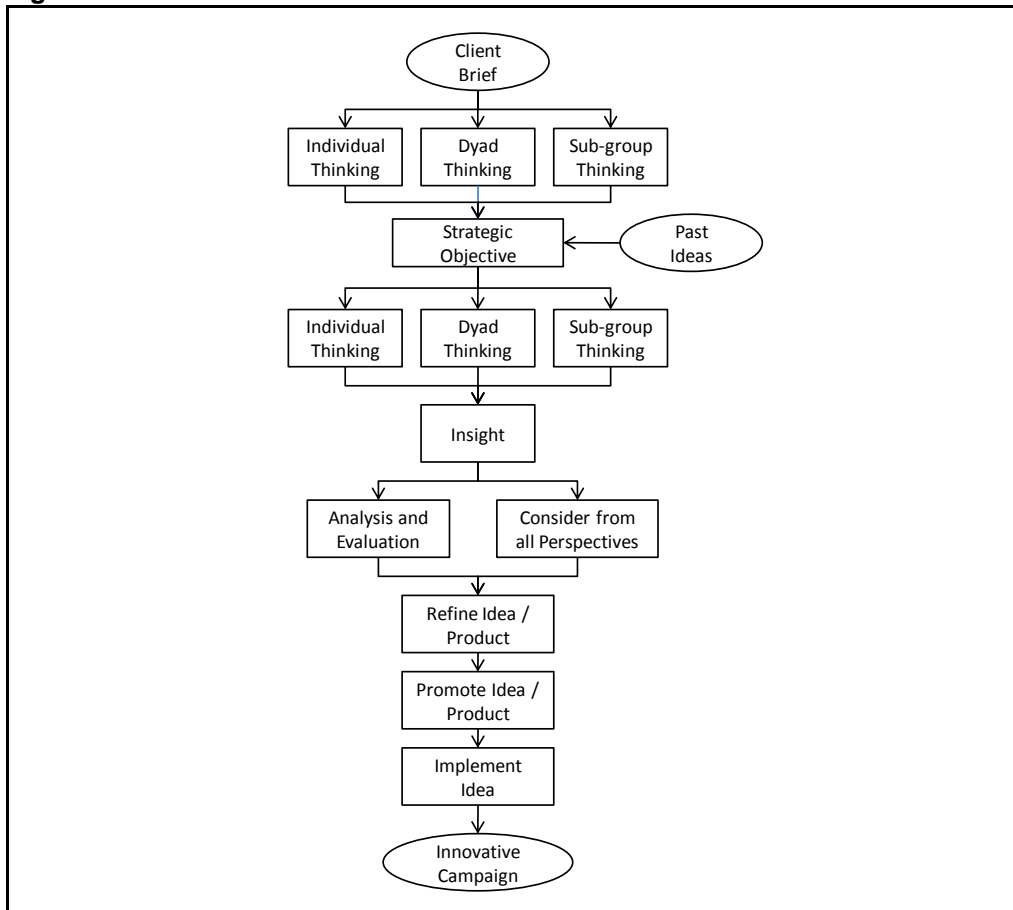 Client
Brief
Individual
Thinking
Dyad
Thinking
Sub-group
Thinking
Strategic
Objective
Past
Ideas
Individual
Thinking
Dyad
Thinking
Sub-group
Thinking
Insight
Analysis and
Evaluation
Consider from
all Perspectives
Refine Idea /
Product
Promote Idea /
Product
Implement
Idea
Innovative
Campaign